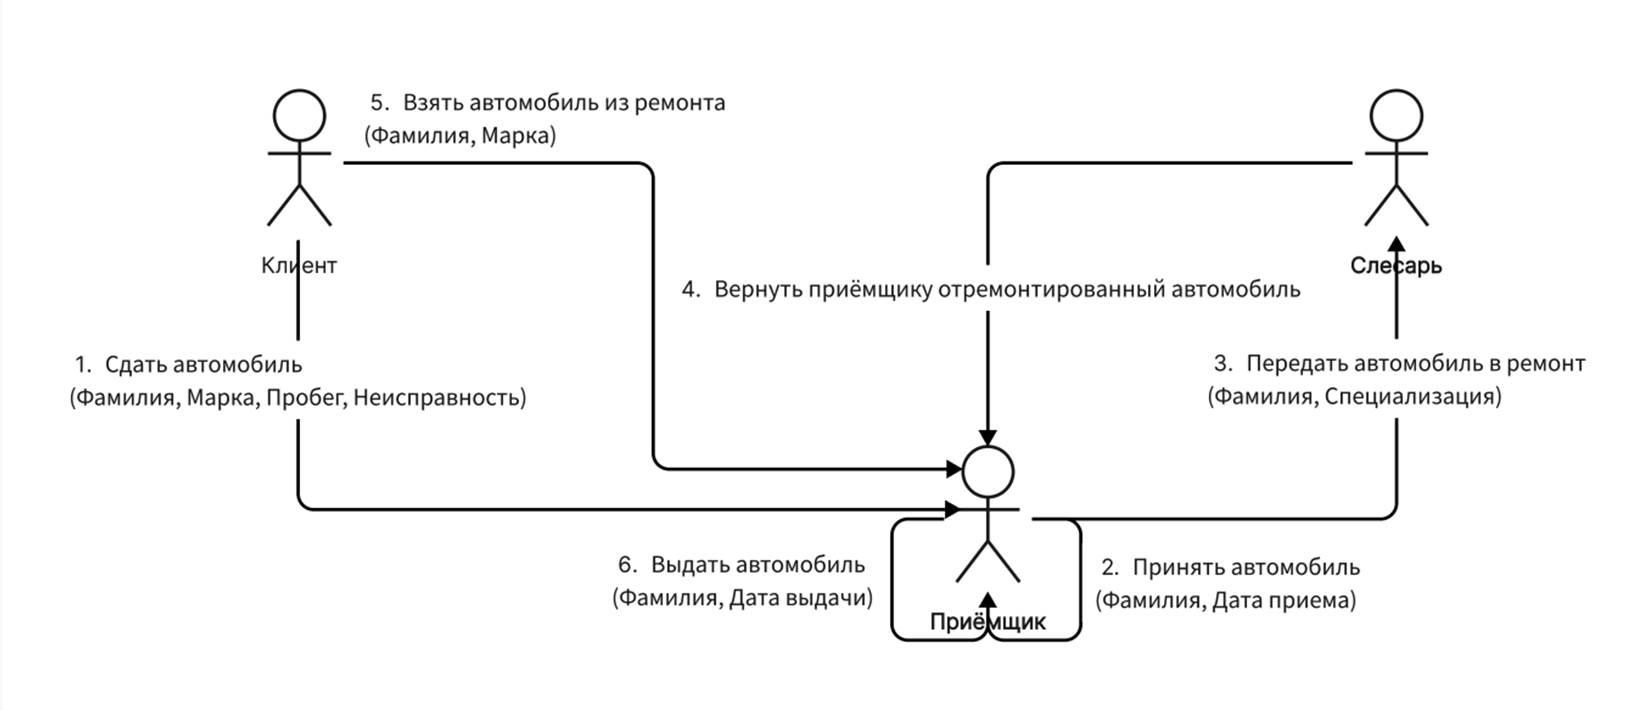 5. Взять автомобиль из ремонта
(Фамилия, Марка)
Клиент
Слесарь
4. Вернуть приёмщику отремонтированный автомобиль
1. Сдать автомобиль
(Фамилия, Марка, Пробег, Неисправность)
3. Передать автомобиль в ремонт
(Фамилия, Специализация)
6. Выдать автомобиль
(Фамилия, Дата выдачи)
2. Принять автомобиль
(Фамилия, Дата приема)
Приёмщик